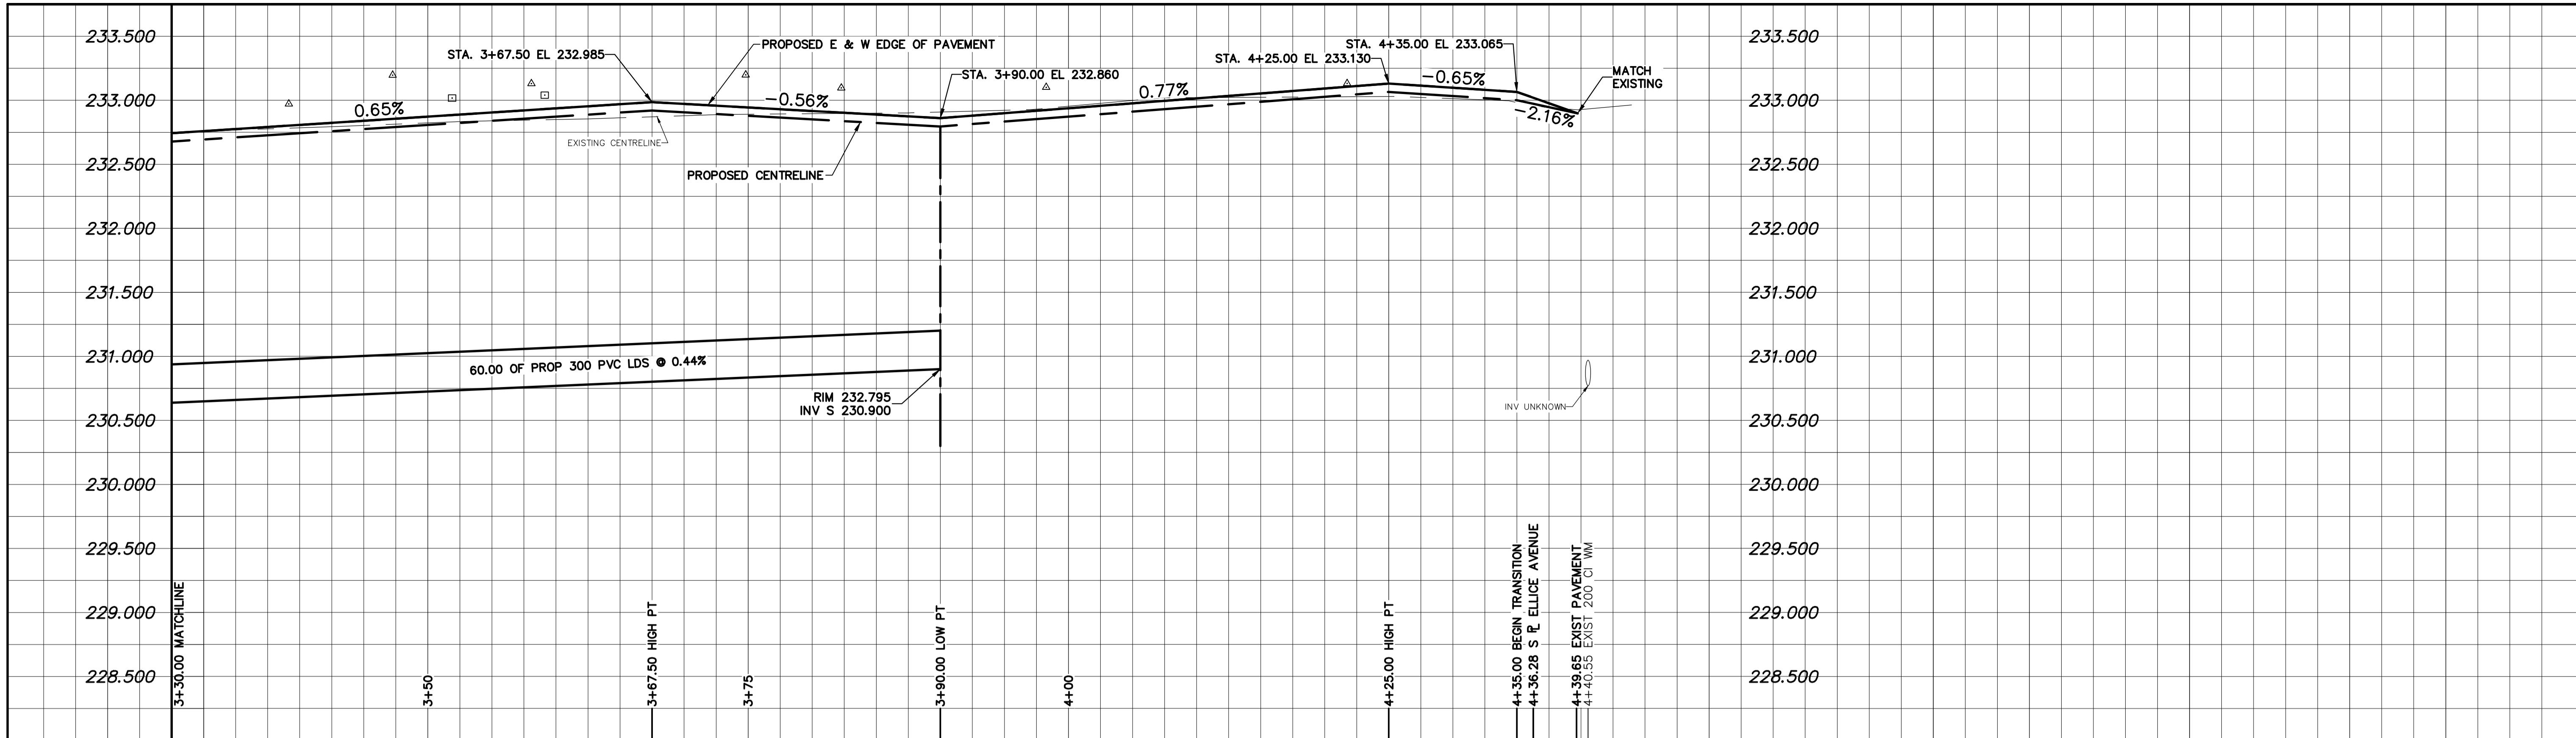 233.500
233.000
232.500
232.000
231.500
231.000
230.500
230.000
229.500
229.000
228.500
STA. 3+67.50 EL 232.985
PROPOSED E & W EDGE OF PAVEMENT
STA. 3+90.00 EL 232.860
STA. 4+25.00 EL 233.130
STA. 4+35.00 EL 233.065
MATCH
EXISTING
0.65%
-0.56%
0.77%
-0.65%
-2.16%
EXISTING CENTRELINE
PROPOSED CENTRELINE
60.00 OF PROP 300 PVC LDS @ 0.44%
RIM 232.795
INV S 230.900
INV UNKNOWN
3+30.00 MATCHLINE
3+50
3+67.50 HIGH PT
3+75
3+90.00 LOW PT
4+00
4+25.00 HIGH PT
4+35.00 BEGIN TRANSITION
4+36.28 S PL ELLICE AVENUE
4+39.65 EXIST PAVEMENT
4+40.55 EXIST 200 CI WM
233.500
233.000
232.500
232.000
231.500
231.000
230.500
230.000
229.500
229.000
228.500